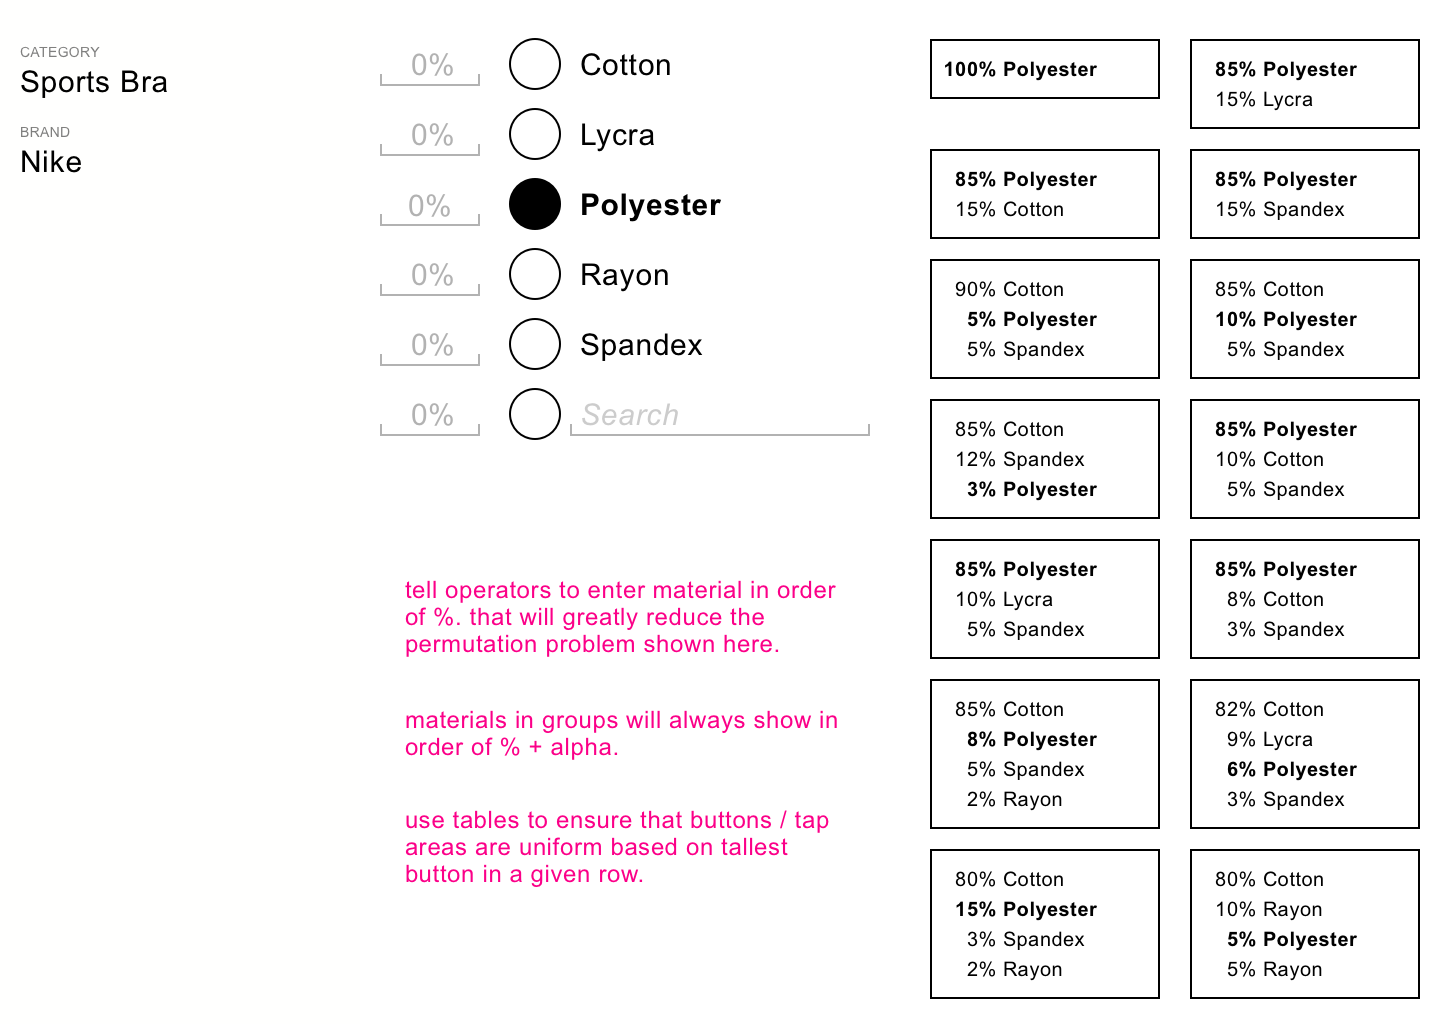 CATEGORY
Sports Bra
BRAND
Nike
0% Cotton
0% Lycra
0% Polyester
0% Rayon
0% Spandex
0% Search
tell operators to enter material in order
of %. that will greatly reduce the
permutation problem shown here.
materials in groups will always show in
order of % + alpha.
use tables to ensure that buttons / tap
areas are uniform based on tallest
button in a given row.
100% Polyester
85% Polyester
15% Lycra
85% Polyester
15% Cotton
85% Polyester
15% Spandex
90% Cotton
5% Polyester
5% Spandex
85% Cotton
10% Polyester
5% Spandex
85% Cotton
12% Spandex
3% Polyester
85% Polyester
10% Cotton
5% Spandex
85% Polyester
10% Lycra
5% Spandex
85% Polyester
8% Cotton
3% Spandex
85% Cotton
8% Polyester
5% Spandex
2% Rayon
82% Cotton
9% Lycra
6% Polyester
3% Spandex
80% Cotton
15% Polyester
3% Spandex
2% Rayon
80% Cotton
10% Rayon
5% Polyester
5% Rayon